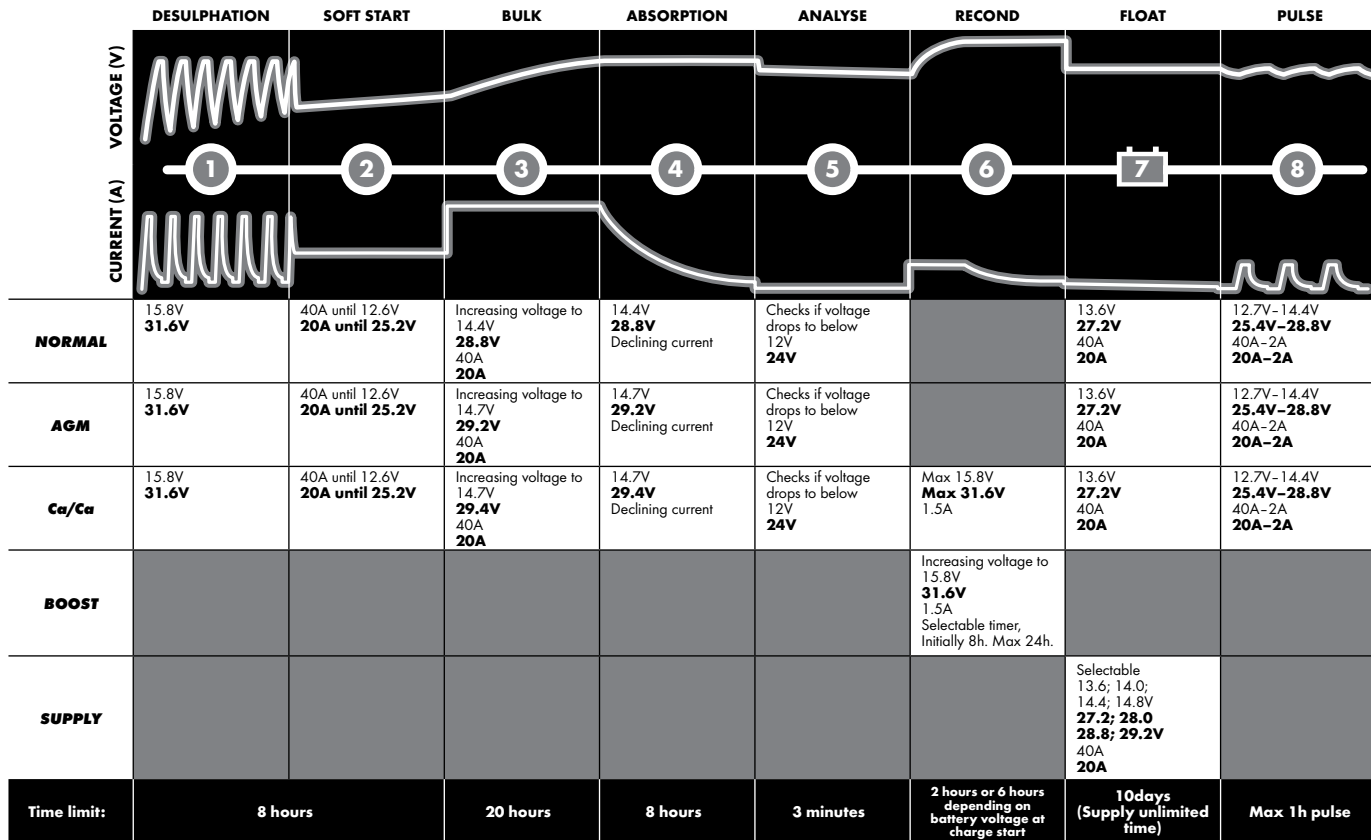 DESULPHATION SOFT START BULK ABSORPTION ANALYSE RECOND FLOAT PULSE
VOLTAGE (V)
1 2 3 4 5 6 7 8
CURRENT (A)
NORMAL
15.8V
31.6V
40A until 12.6V
20A until 25.2V
Increasing voltage to
14.4V
28.8V
40A
20A
14.4V
28.8V
Declining current
Checks if voltage
drops to below
12V
24V
13.6V
27.2V
40A
20A
12.7V–14.4V
25.4V–28.8V
40A–2A
20A–2A
AGM
15.8V
31.6V
40A until 12.6V
20A until 25.2V
Increasing voltage to
14.7V
29.2V
40A
20A
14.7V
29.2V
Declining current
Checks if voltage
drops to below
12V
24V
13.6V
27.2V
40A
20A
12.7V–14.4V
25.4V–28.8V
40A–2A
20A–2A
Ca/Ca
15.8V
31.6V
40A until 12.6V
20A until 25.2V
Increasing voltage to
14.7V
29.4V
40A
20A
14.7V
29.4V
Declining current
Checks if voltage
drops to below
12V
24V
Max 15.8V
Max 31.6V
1.5A
13.6V
27.2V
40A
20A
12.7V–14.4V
25.4V–28.8V
40A–2A
20A–2A
BOOST
Increasing voltage to
15.8V
31.6V
1.5A
Selectable timer,
Initially 8h. Max 24h.
SUPPLY
Selectable
13.6; 14.0;
14.4; 14.8V
27.2; 28.0
28.8; 29.2V
40A
20A
Time limit:
8 hours
20 hours
8 hours
3 minutes
2 hours or 6 hours
depending on
battery voltage at
charge start
10days
(Supply unlimited
time)
Max 1h pulse